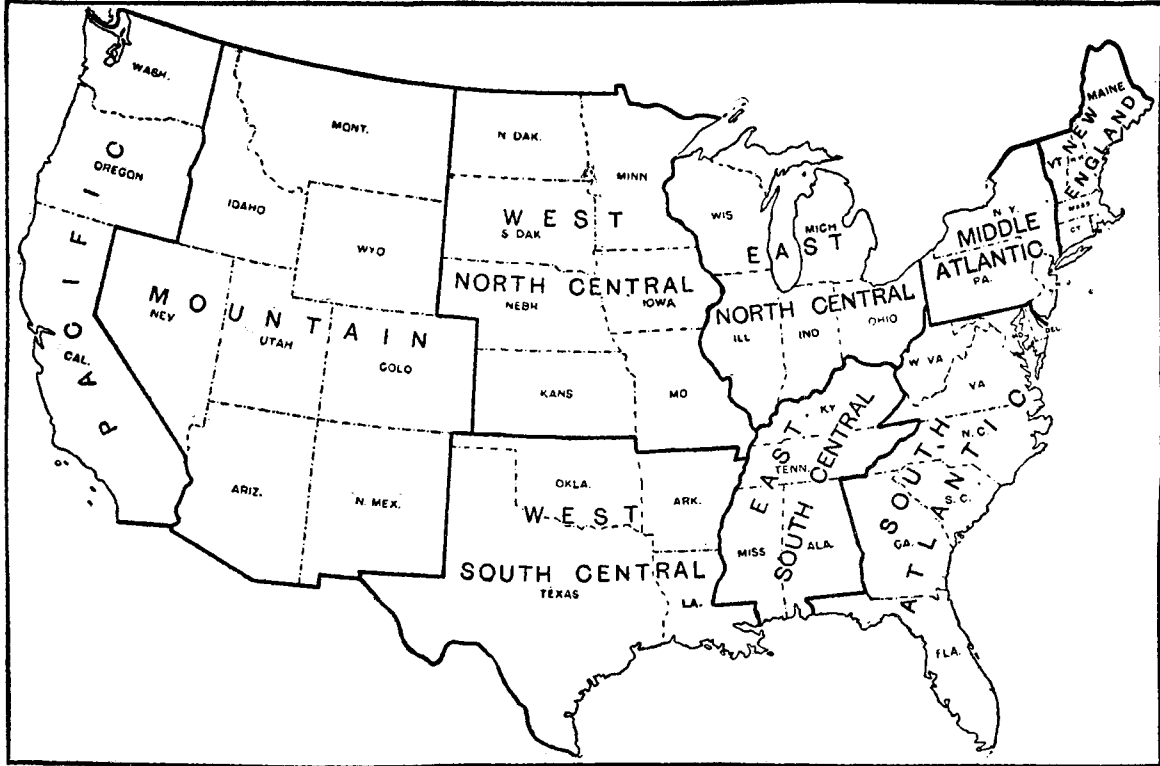 WASH.
OREGON
CAL.
PACIFIC
MONT.
IDAHO
WYO
NEV
UTAH
COLO
ARIZ.
N. MEX.
MOUNTAIN
N DAK.
MINN
S DAK
NEBH
IOWA
KANS
MO
WEST
NORTH CENTRAL
WIS
MICH
ILL
IND
OHIO
EAST
NORTH CENTRAL
OKLA.
ARK.
TEXAS
LA.
WEST
SOUTH CENTRAL
KY
TENN.
MISS
ALA.
EAST
SOUTH CENTRAL
W VA
VA
N.C
S.C.
GA.
FLA.
DEL
SOUTH
ATLANTIC
N.Y.
PA.
MIDDLE
ATLANTIC
MAINE
VT
MASS
NEW
ENGLAND